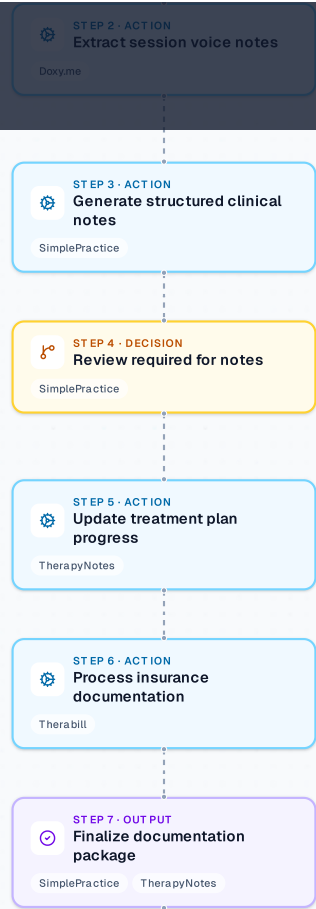 STEP 2 · ACTION
Extract session voice notes
Doxy.me
STEP 3 · ACTION
Generate structured clinical
notes
SimplePractice
STEP 4 · DECISION
Review required for notes
SimplePractice
STEP 5 · ACTION
Update treatment plan
progress
TherapyNotes
STEP 6 · ACTION
Process insurance
documentation
Therabill
STEP 7 · OUTPUT
Finalize documentation
package
SimplePractice TherapyNotes